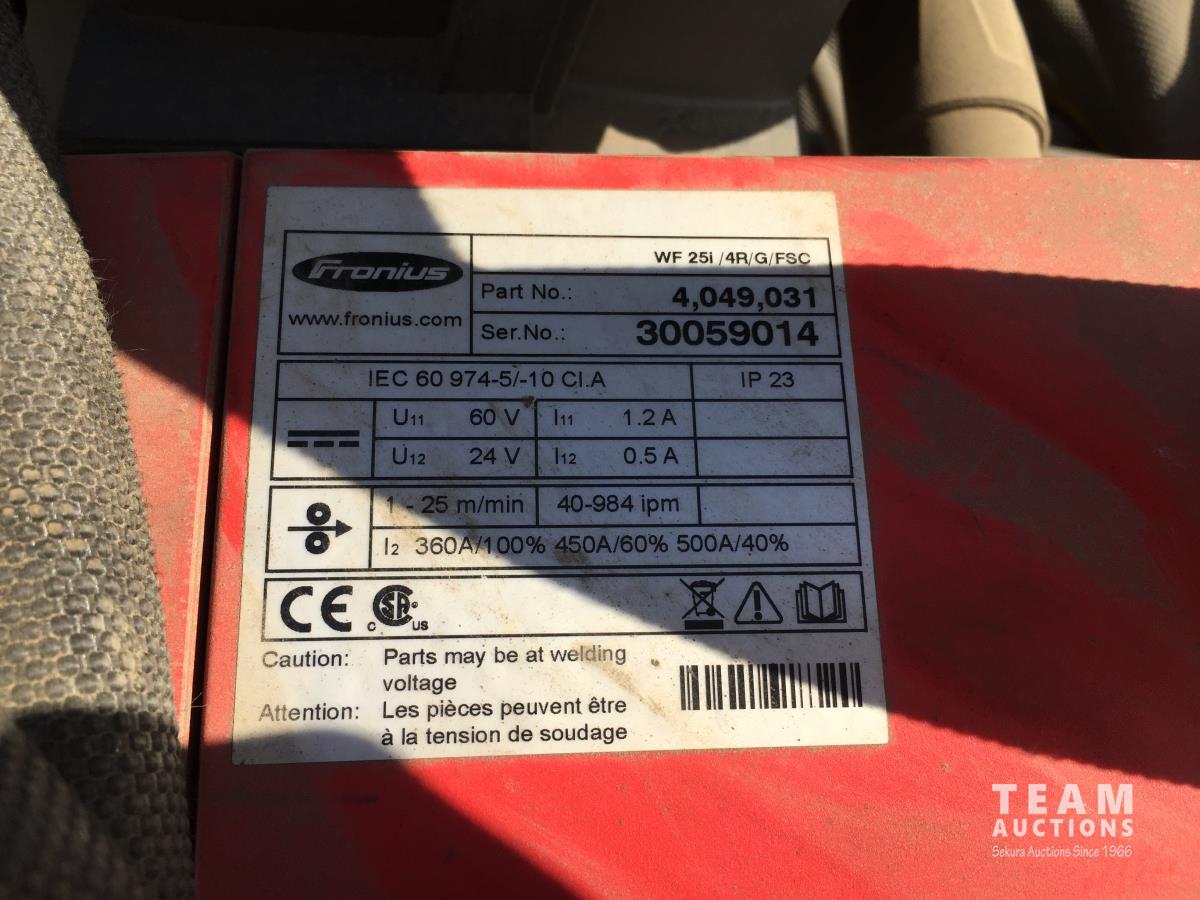 Fronius
www.fronius.com
WF 25i /4R/G/FSC
Part No.: 4,049,031
Ser.No.: 30059014
IEC 60 974-5/-10 Cl.A IP 23
U11 60 V I11 1.2 A
U12 24 V I12 0.5 A
1 - 25 m/min 40-984 ipm
I2 360A/100% 450A/60% 500A/40%
CE C SA US
Caution: Parts may be at welding
voltage
Attention: Les pièces peuvent être
à la tension de soudage
TEAM
AUCTIONS
Sekura Auctions Since 1966